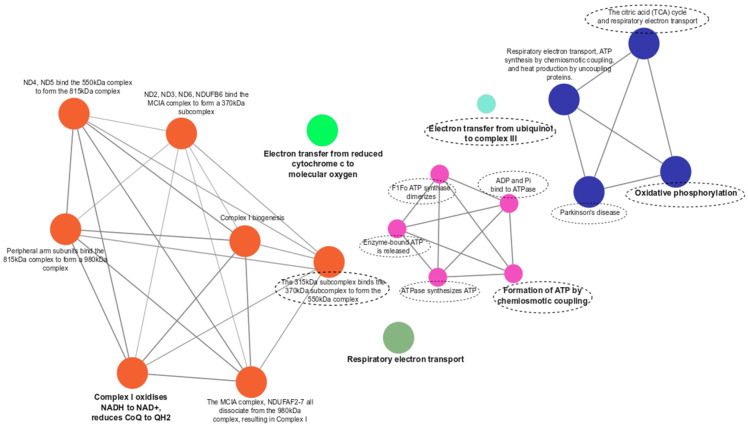 The citric acid (TCA) cycle
and respiratory electron transport
Respiratory electron transport, ATP
synthesis by chemiosmotic coupling,
and heat production by uncoupling
proteins.
ND4, ND5 bind the 550kDa complex
to form the 815kDa complex
ND2, ND3, ND6, NDUFB6 bind the
MCIA complex to form a 370kDa
subcomplex
Electron transfer from ubiquinol
to complex III
Electron transfer from reduced
cytochrome c to
molecular oxygen
F1Fo ATP synthase
dimerizes
ADP and Pi
bind to ATPase
Oxidative phosphorylation
Parkinson's disease
Complex I biogenesis
Enzyme-bound ATP
is released
Peripheral arm subunits bind the
815kDa complex to form a 980kDa
complex
The 315kDa subcomplex binds the
370kDa subcomplex to form the
550kDa complex
ATPase synthesizes ATP
Formation of ATP by
chemiosmotic coupling
Respiratory electron transport
Complex I oxidises
NADH to NAD+,
reduces CoQ to QH2
The MCIA complex, NDUFAF2-7 all
dissociate from the 980kDa
complex, resulting in Complex I